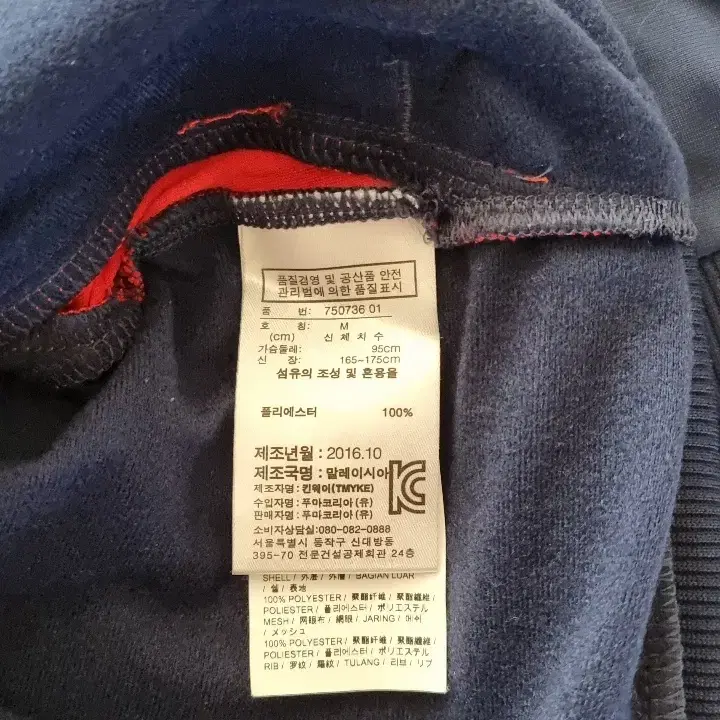 품질경영 및 공산품 안전
관리법에 의한 품질표시
품 번: 750736 01
호 칭: M
(cm) 신 체 치 수
가슴둘레: 95cm
신 장: 165~175cm
섬유의 조성 및 혼용율
폴리에스터 100%
제조년월 : 2016.10
제조국명 : 말레이시아
제조자명 : 킨웨이(TMYKE)
수입자명 : 푸마코리아 (유)
판매자명 : 푸마코리아 (유)
소비자상담실:080-082-0888
서울특별시 동작구 신대방동
395-70 전문건설공제회관 24층
SHELL / 外层 / 外層 / BAGIAN LUAR
/ 쉘 / 表地
100% POLYESTER / 聚酯纤维 / 聚酯纖維 /
POLIESTER / 폴리에스테르 / ポリエステル
MESH / 网眼布 / 網眼 / JARING / 메쉬
/ メッシュ
100% POLYESTER / 聚酯纤维 / 聚酯纖維 /
POLIESTER / 폴리에스테르 / ポリエステル
RIB / 罗纹 / 羅紋 / TULANG / 리브 / リブ